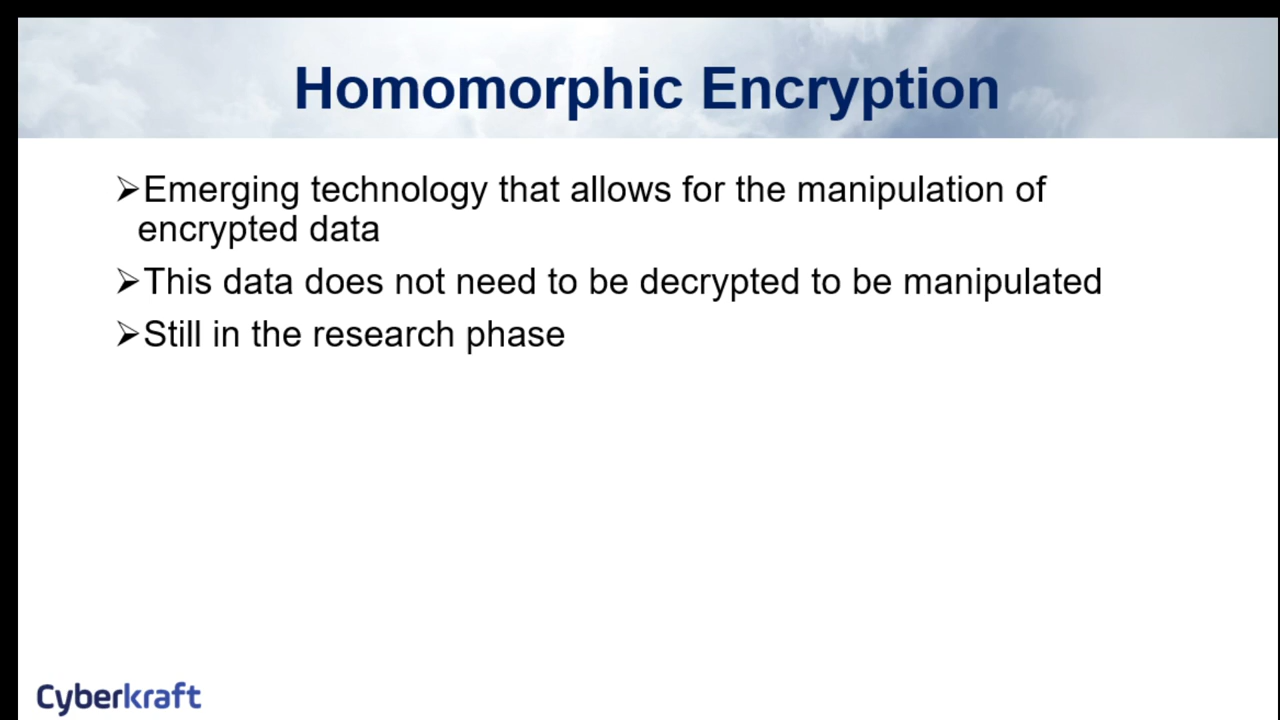 Homomorphic Encryption
➢Emerging technology that allows for the manipulation of
encrypted data
➢This data does not need to be decrypted to be manipulated
➢Still in the research phase
Cyberkraft